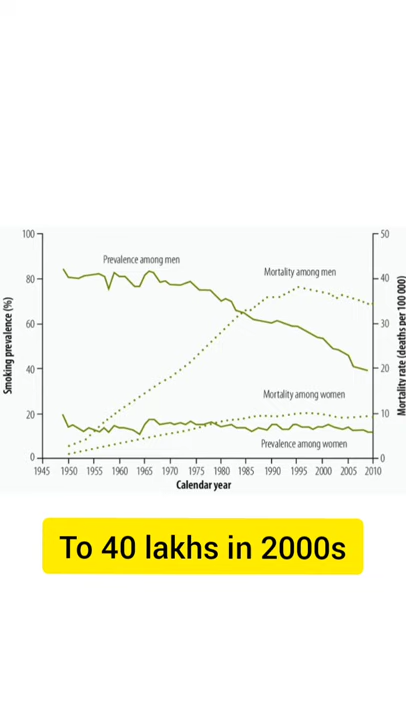 100
80
60
40
20
0
50
40
30
20
10
0
Smoking prevalence (%)
Mortality rate (deaths per 100 000)
Prevalence among men
Mortality among men
Mortality among women
Prevalence among women
1945 1950 1955 1960 1965 1970 1975 1980 1985 1990 1995 2000 2005 2010
Calendar year
To 40 lakhs in 2000s